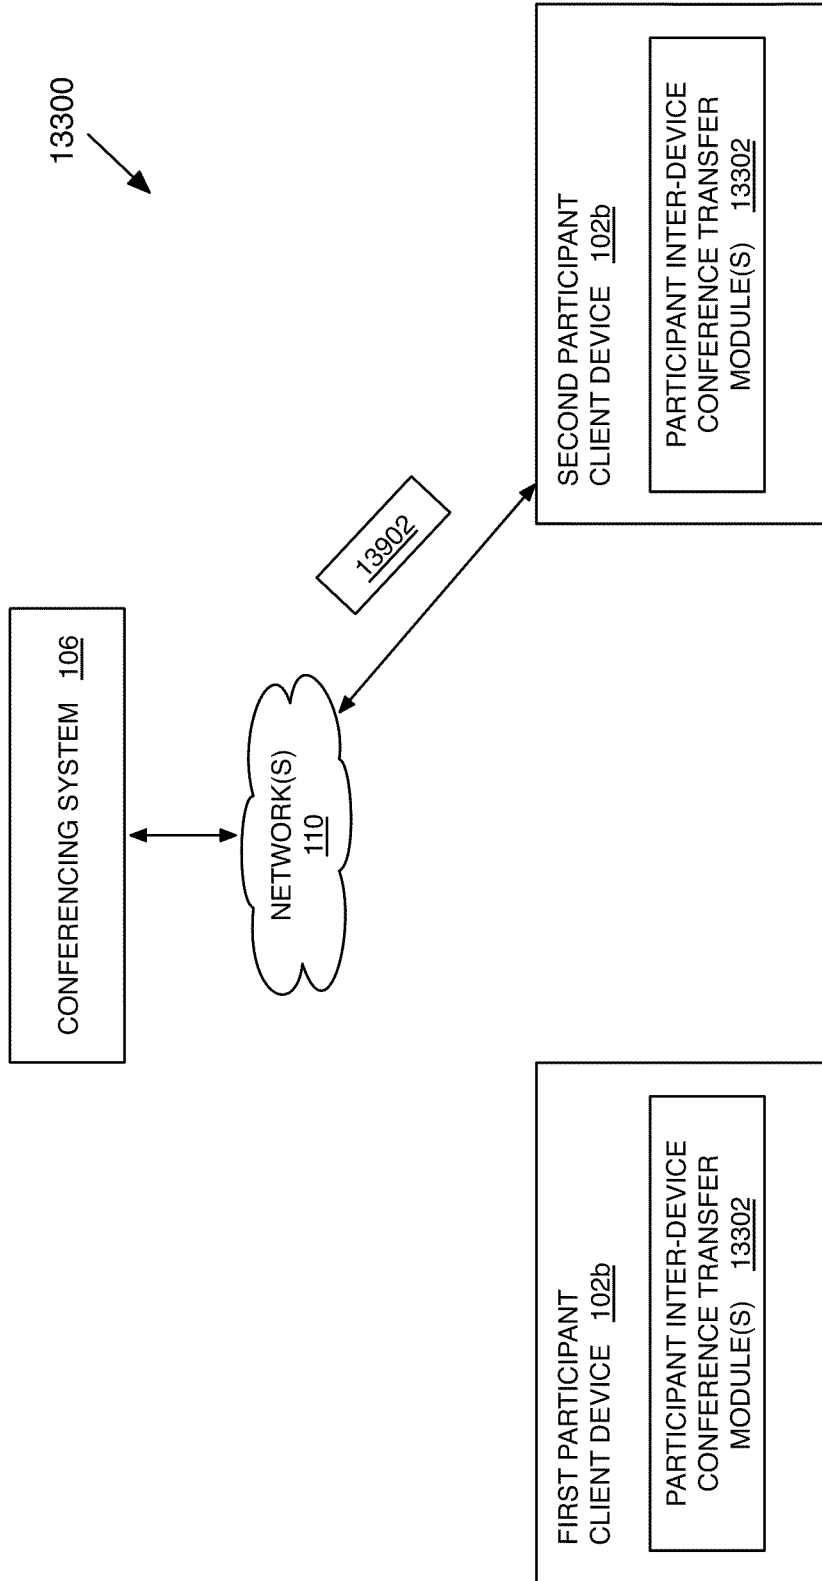 13300
CONFERENCING SYSTEM 106
NETWORK(S)
110
13902
FIRST PARTICIPANT
CLIENT DEVICE 102b
PARTICIPANT INTER-DEVICE
CONFERENCE TRANSFER
MODULE(S) 13302
SECOND PARTICIPANT
CLIENT DEVICE 102b
PARTICIPANT INTER-DEVICE
CONFERENCE TRANSFER
MODULE(S) 13302